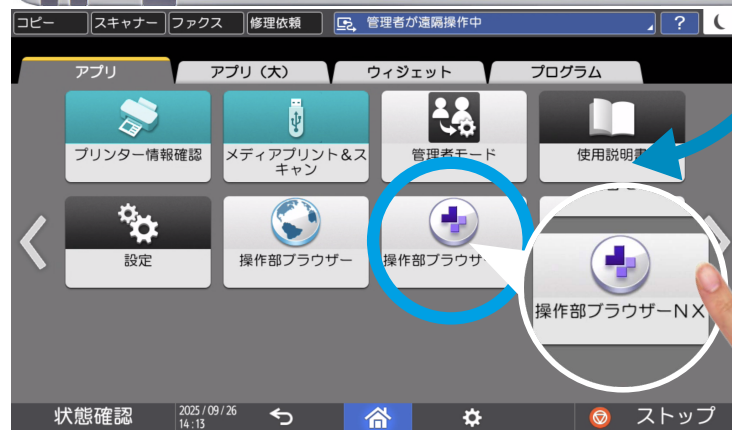 コピー スキャナー ファクス 修理依頼 管理者が遠隔操作中 ?
アプリ アプリ（大） ウィジェット プログラム
プリンター情報確認 メディアプリント＆ス
キャン
管理者モード 使用説明書
設定 操作部ブラウザー 操作部ブラウザ
操作部ブラウザーNX
状態確認 2025/09/26
14:13
ストップ